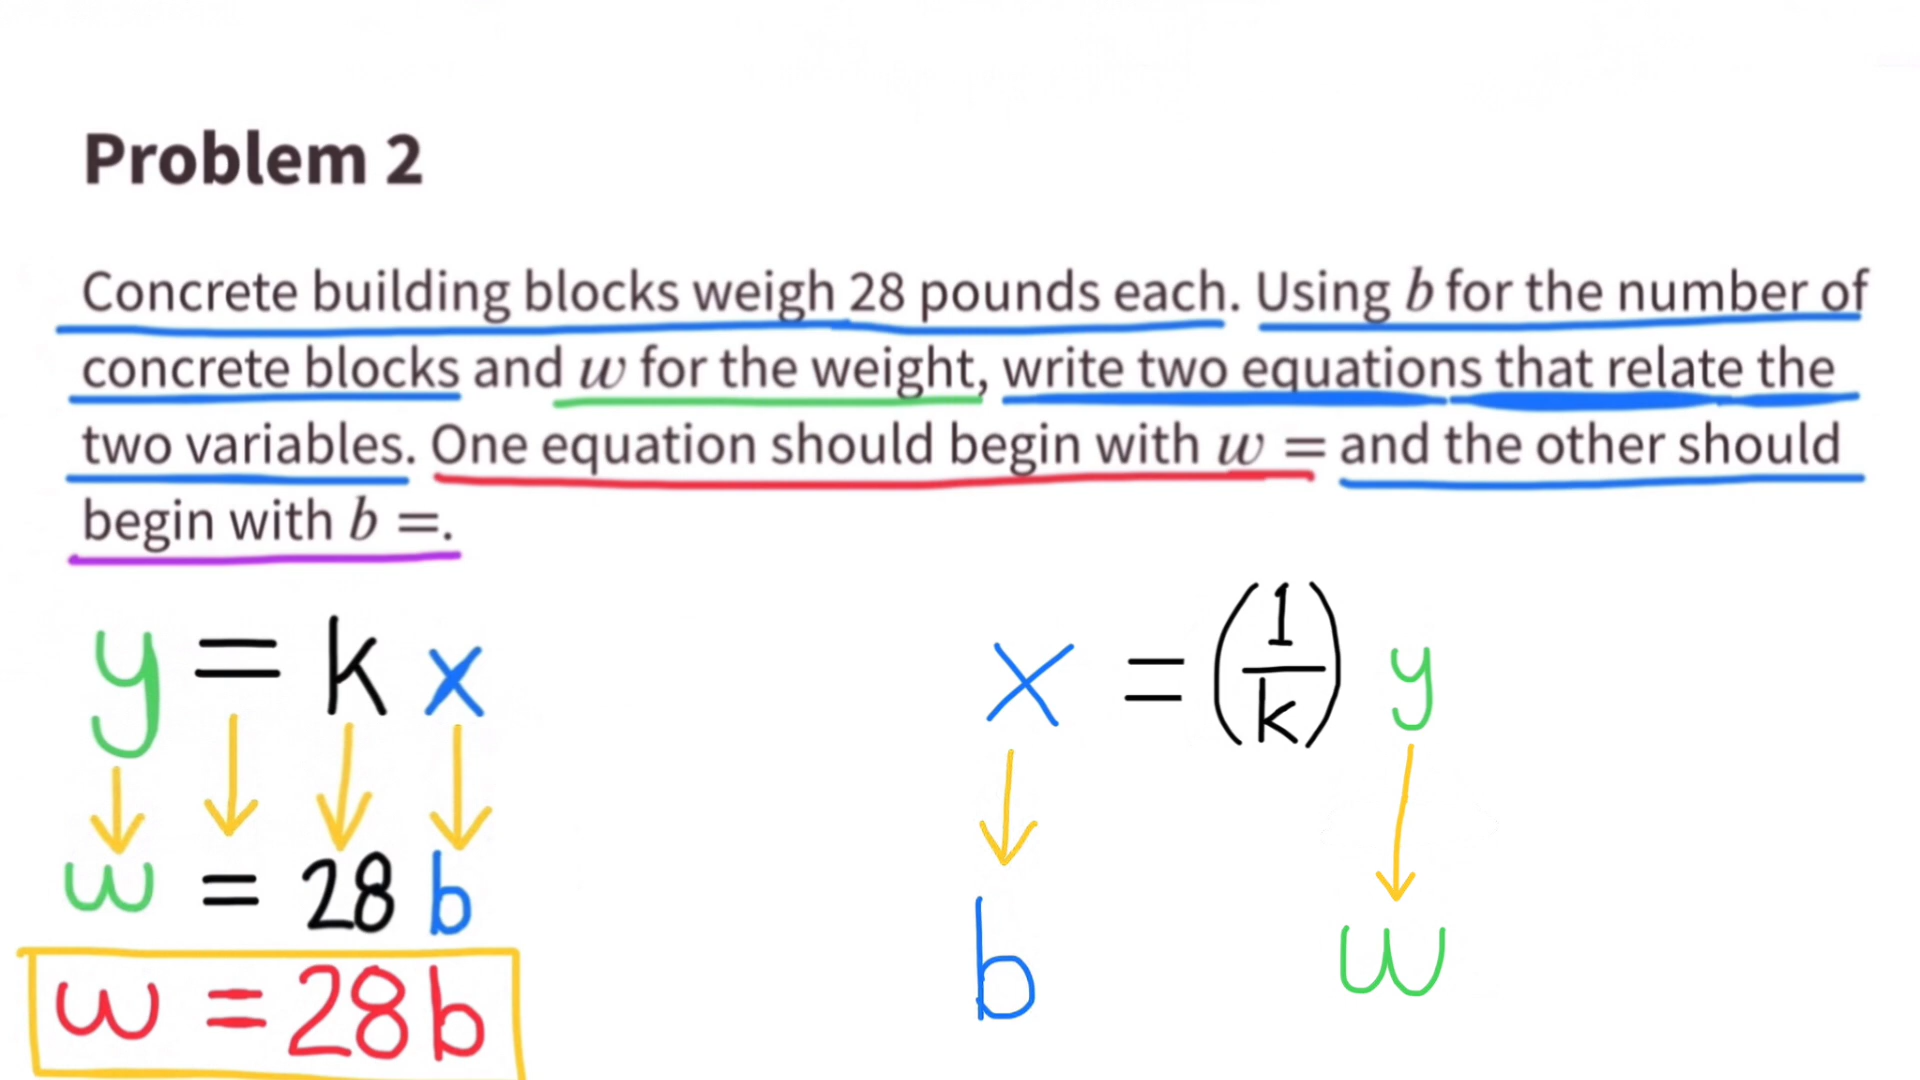 Problem 2
Concrete building blocks weigh 28 pounds each. Using b for the number of
concrete blocks and w for the weight, write two equations that relate the
two variables. One equation should begin with w = and the other should
begin with b =.
y = k x
w = 28 b
w = 28 b
x = (1/k) y
b w